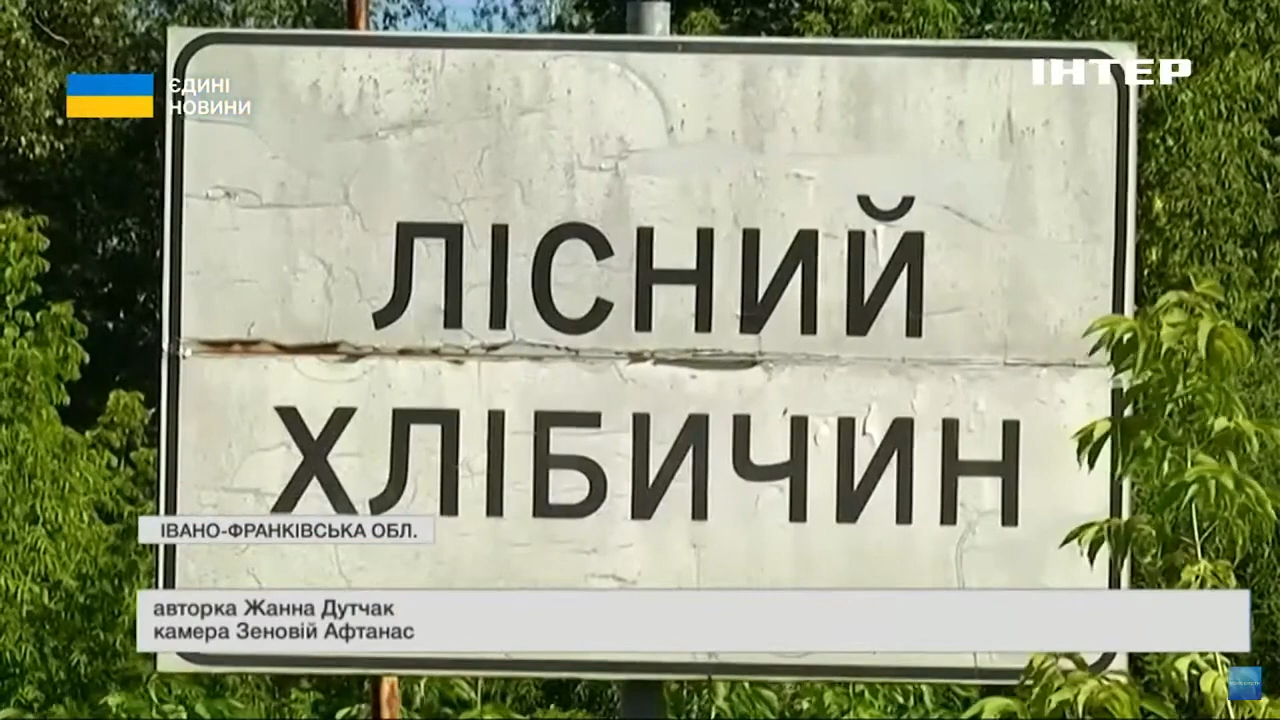 ЄДИНІ
НОВИНИ
ІНТЕР
ЛІСНИЙ
ХЛІБИЧИН
ІВАНО-ФРАНКІВСЬКА ОБЛ.
авторка Жанна Дутчак
камера Зеновій Афтанас